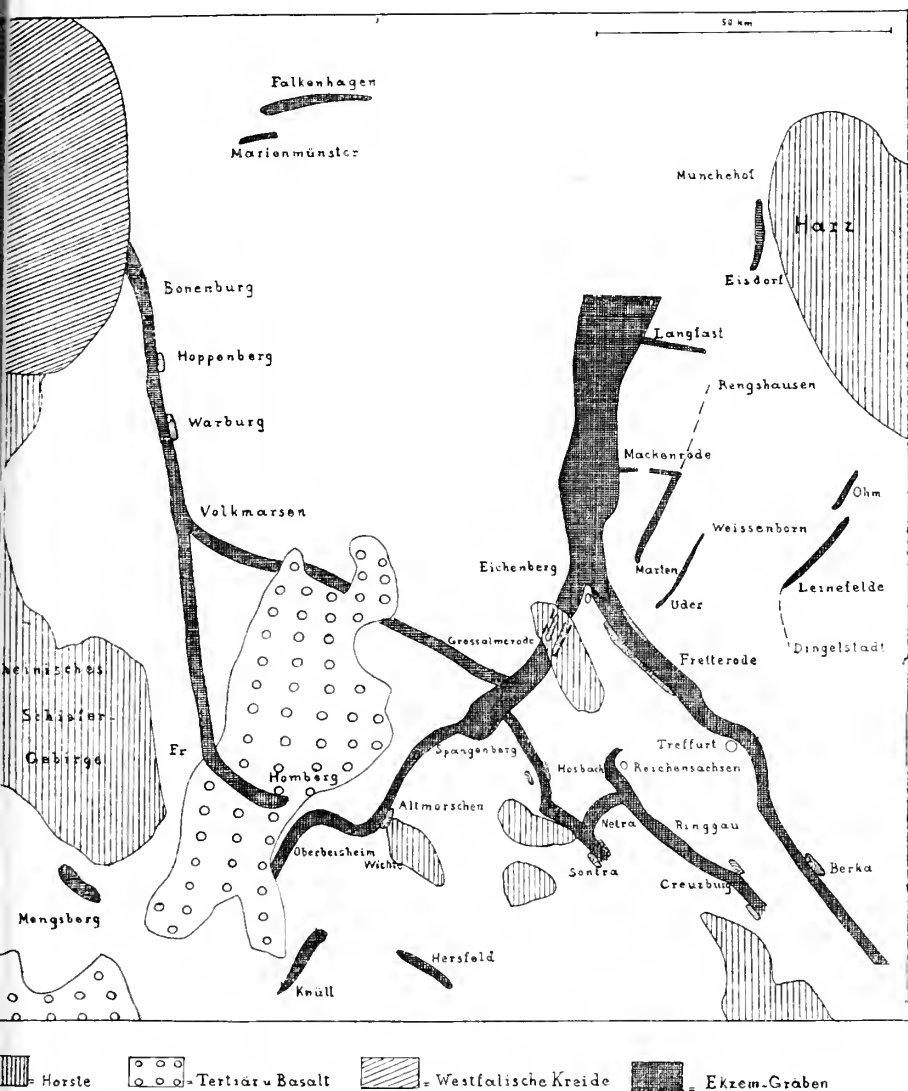 50 km
Falkenhagen
Marienmünster
Munchehof
Harz
Eisdorf
Bonenburg
Langfast
Hoppenberg
Rengshausen
Warburg
Mackenrode
Ohm
Volkmarsen
Weissenborn
Eichenberg
Marten
Leinefelde
Uder
Grossalmerode
Dingelstadt
Fretterode
heinisches
Schiefer-
Gebirge
Fr
Spangenberg
Treffurt
Hosbach
Reichensachsen
Homberg
Altmorschen
Netra
Ringgau
Oberbeisheim
Wichte
Sontra
Creuzburg
Berka
Mengsberg
Hersfeld
Knüll
= Horste
= Tertiär u Basalt
= Westfalische Kreide
= Ekzem-Gräben